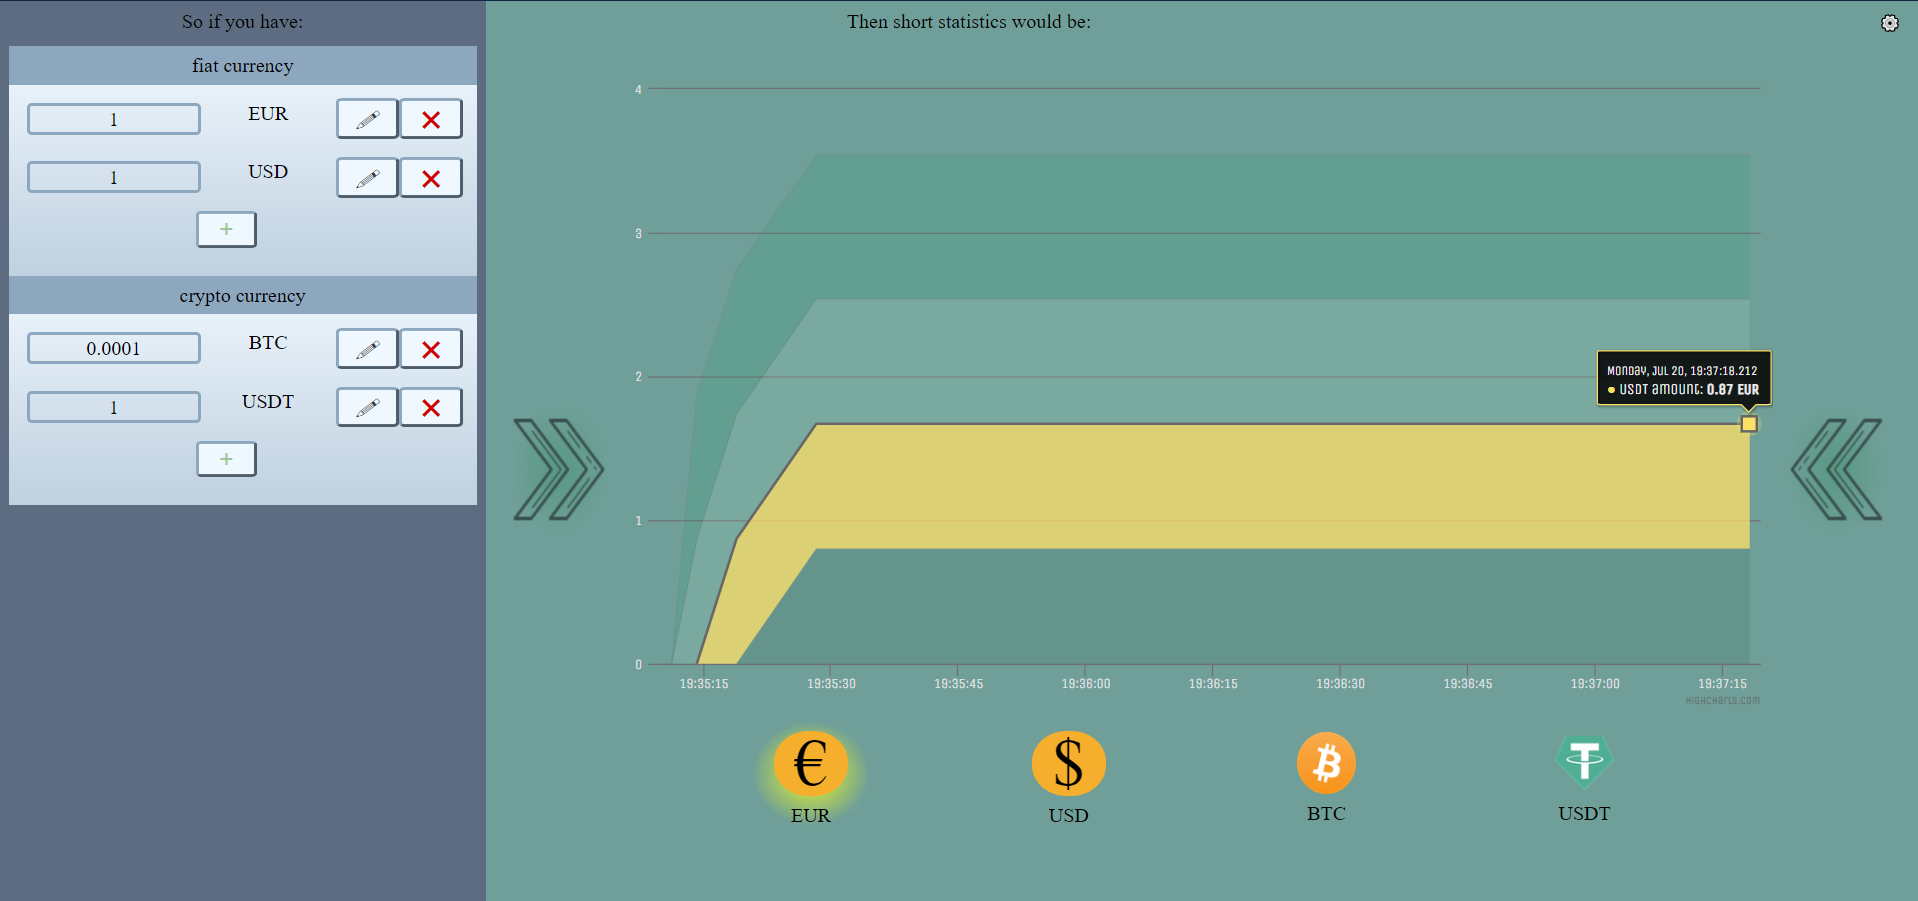 So if you have:
fiat currency
1 EUR
1 USD
+
crypto currency
0.0001 BTC
1 USDT
+
Then short statistics would be:
4
3
2
1
0
Monday, Jul 20, 19:37:18.212
● USDT amount: 0.87 EUR
19:35:15 19:35:30 19:35:45 19:36:00 19:36:15 19:36:30 19:36:45 19:37:00 19:37:15
Highcharts.com
€ $ ₿ T
EUR USD BTC USDT